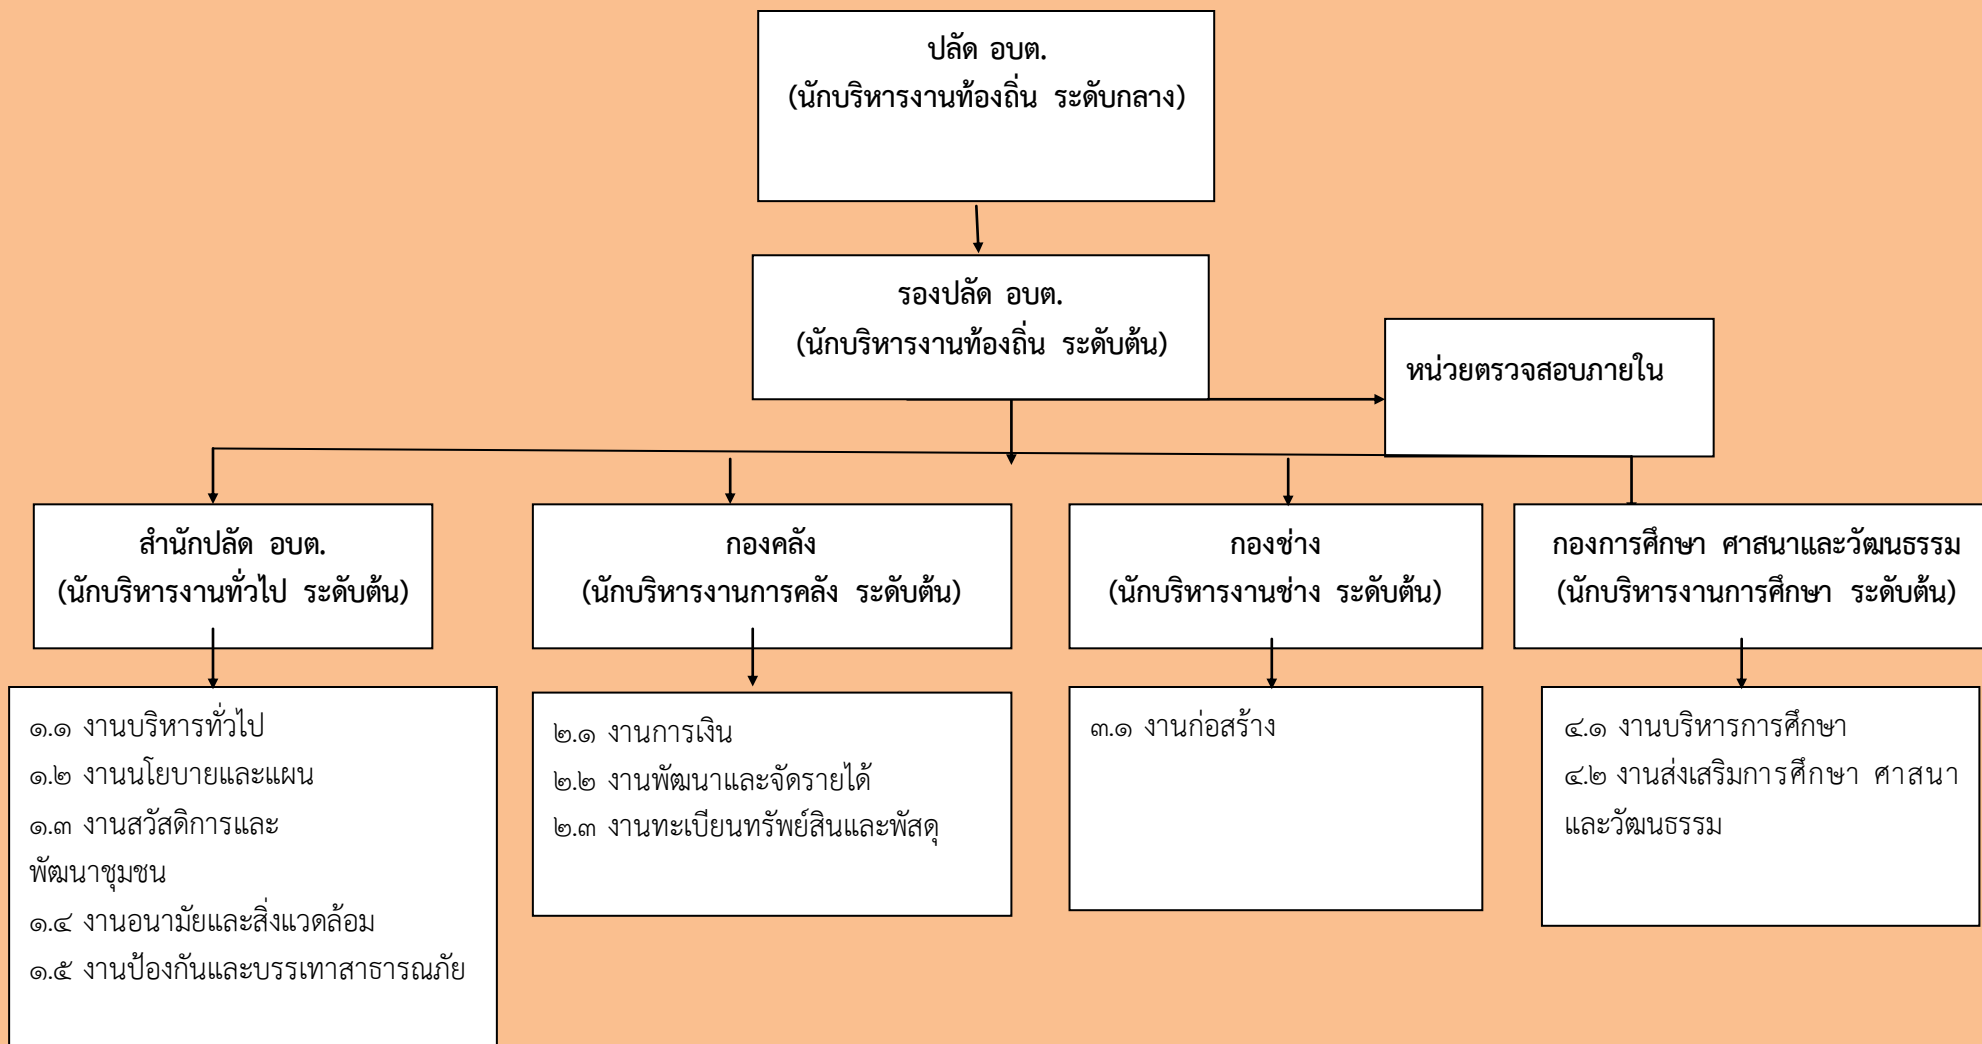 ปลัด อบต.
(นักบริหารงานท้องถิ่น ระดับกลาง)
รองปลัด อบต.
(นักบริหารงานท้องถิ่น ระดับต้น)
หน่วยตรวจสอบภายใน
สำนักปลัด อบต.
(นักบริหารงานทั่วไป ระดับต้น)
กองคลัง
(นักบริหารงานการคลัง ระดับต้น)
กองช่าง
(นักบริหารงานช่าง ระดับต้น)
กองการศึกษา ศาสนาและวัฒนธรรม
(นักบริหารงานการศึกษา ระดับต้น)
๑.๑ งานบริหารทั่วไป
๑.๒ งานนโยบายและแผน
๑.๓ งานสวัสดิการและ
พัฒนาชุมชน
๑.๔ งานอนามัยและสิ่งแวดล้อม
๑.๕ งานป้องกันและบรรเทาสาธารณภัย
๒.๑ งานการเงิน
๒.๒ งานพัฒนาและจัดรายได้
๒.๓ งานทะเบียนทรัพย์สินและพัสดุ
๓.๑ งานก่อสร้าง
๔.๑ งานบริหารการศึกษา
๔.๒ งานส่งเสริมการศึกษา ศาสนา
และวัฒนธรรม